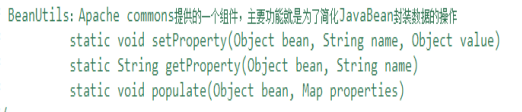 BeanUtils：Apache commons提供的一个组件，主要功能就是为了简化JavaBean封装数据的操作
static void setProperty(Object bean, String name, Object value)
static String getProperty(Object bean, String name)
static void populate(Object bean, Map properties)